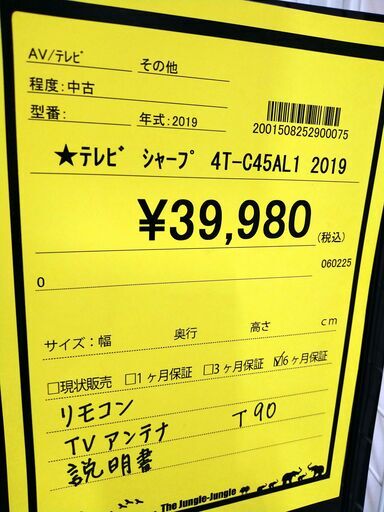 AV/テレビ その他
程度:中古
型番: 年式:2019
2001508252900075
★テレビ シャープ 4T-C45AL1 2019
¥39,980(税込)
060225
0
サイズ:幅 奥行 高さ cm
□現状販売 □1ヶ月保証 □3ヶ月保証 ☑6ヶ月保証
リモコン T90
TVアンテナ
説明書
The Jungle-Jungle